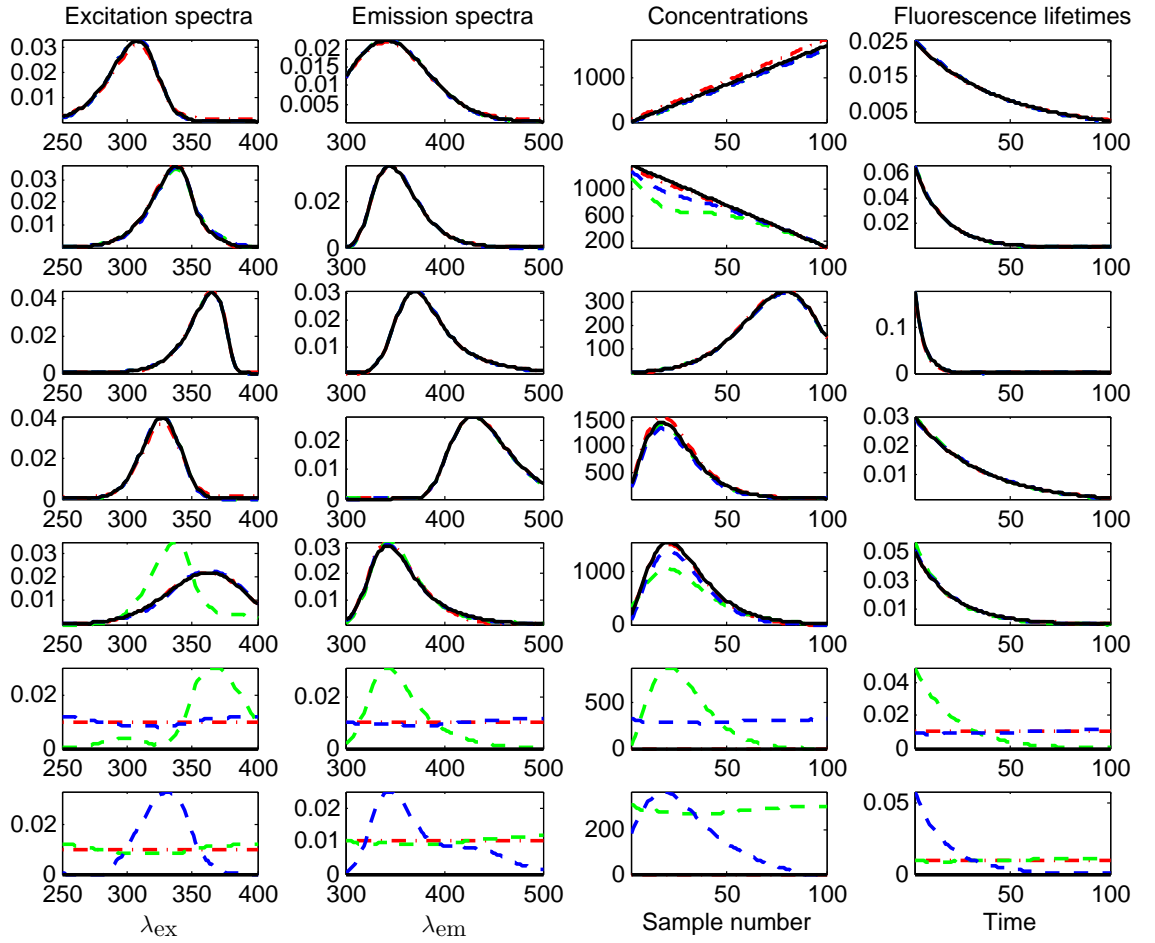 Excitation spectra Emission spectra Concentrations Fluorescence lifetimes
0.03 0.02 0.01 250 300 350 400
0.02 0.015 0.01 0.005 300 400 500
1000 0 50 100
0.025 0.015 0.005 50 100
0.03 0.02 0.01 250 300 350 400
0.02 0 300 400 500
1000 600 200 50 100
0.06 0.04 0.02 50 100
0.04 0.02 0 250 300 350 400
0.03 0.02 0.01 300 400 500
300 200 100 50 100
0.1 0 50 100
0.04 0.02 0 250 300 350 400
0.02 0.01 0 300 400 500
1500 1000 500 50 100
0.03 0.02 0.01 50 100
0.03 0.02 0.01 250 300 350 400
0.03 0.02 0.01 300 400 500
1000 0 50 100
0.05 0.03 0.01 50 100
0.02 0 250 300 350 400
0.02 0 300 400 500
500 0 50 100
0.04 0.02 0 50 100
0.02 0 250 300 350 400
0.02 0.01 0 300 400 500
200 0 50 100
0.05 0 50 100
λex λem Sample number Time